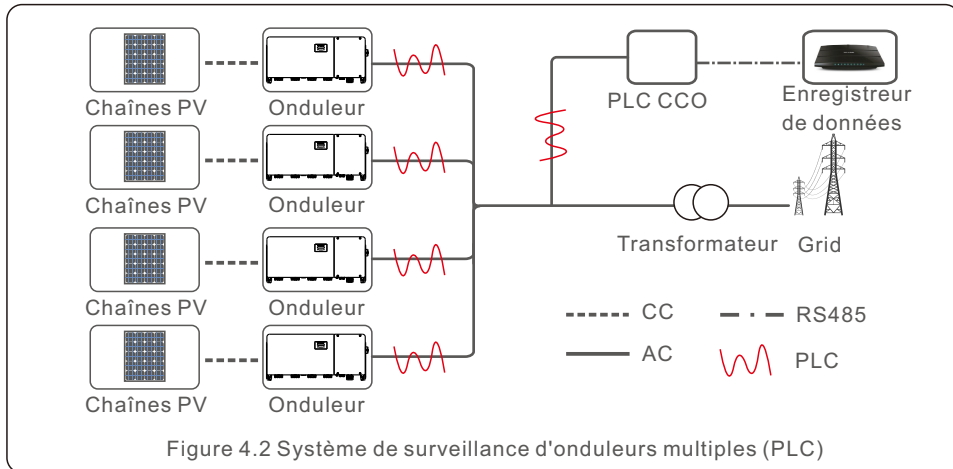 PLC CCO
Enregistreur
de données
Chaînes PV
Onduleur
Chaînes PV
Onduleur
Transformateur
Grid
Chaînes PV
Onduleur
CC
RS485
AC
PLC
Chaînes PV
Onduleur
Figure 4.2 Système de surveillance d'onduleurs multiples (PLC)